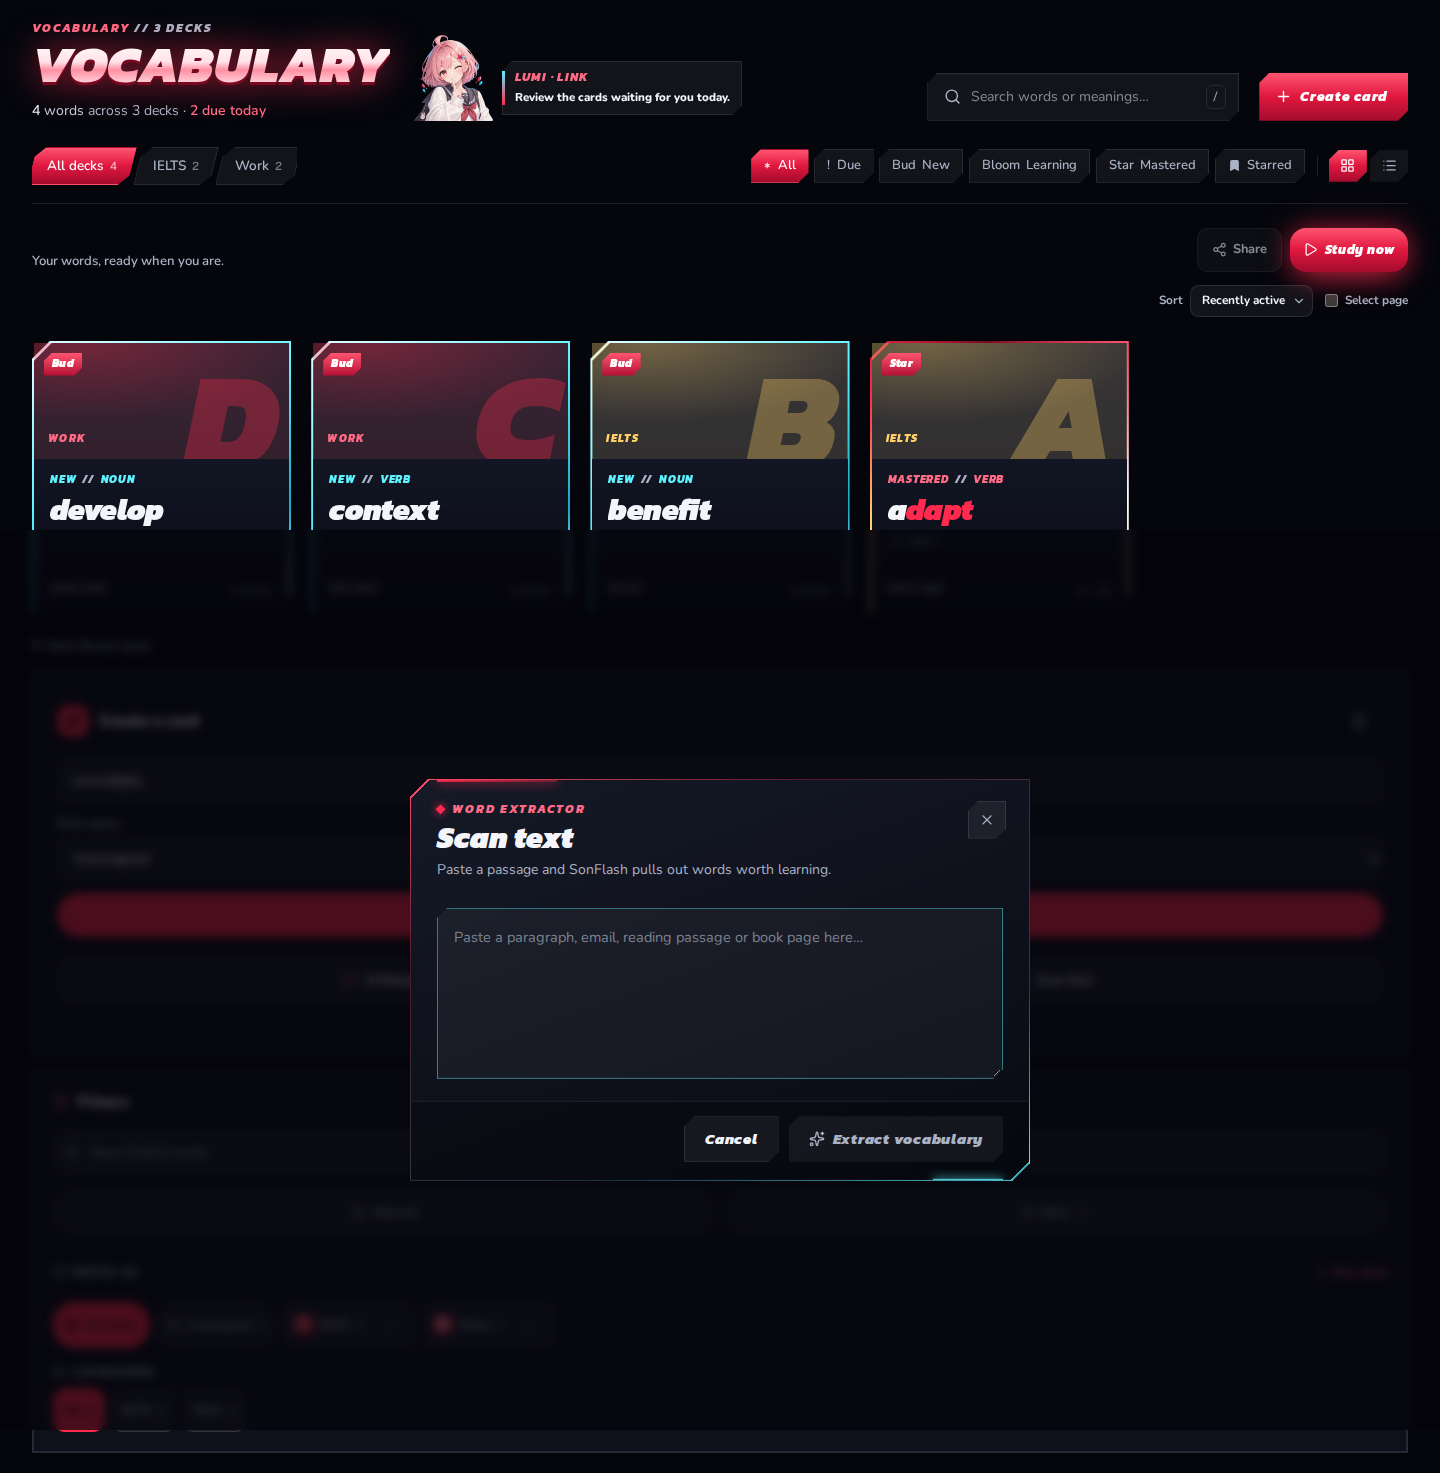 VOCABULARY // 3 DECKS
VOCABULARY
4 words across 3 decks · 2 due today
LUMI · LINK
Review the cards waiting for you today.
Search words or meanings...
/
Create card
All decks 4
IELTS 2
Work 2
All
! Due
Bud New
Bloom Learning
Star Mastered
Starred
Your words, ready when you are.
Share
Study now
Sort
Recently active
Select page
Bud
D
WORK
NEW // NOUN
develop
Bud
C
WORK
NEW // VERB
context
Bud
B
IELTS
NEW // NOUN
benefit
Star
A
IELTS
MASTERED // VERB
adapt
Create a card
Filters
WORD EXTRACTOR
Scan text
Paste a passage and SonFlash pulls out words worth learning.
Paste a paragraph, email, reading passage or book page here...
Cancel
Extract vocabulary